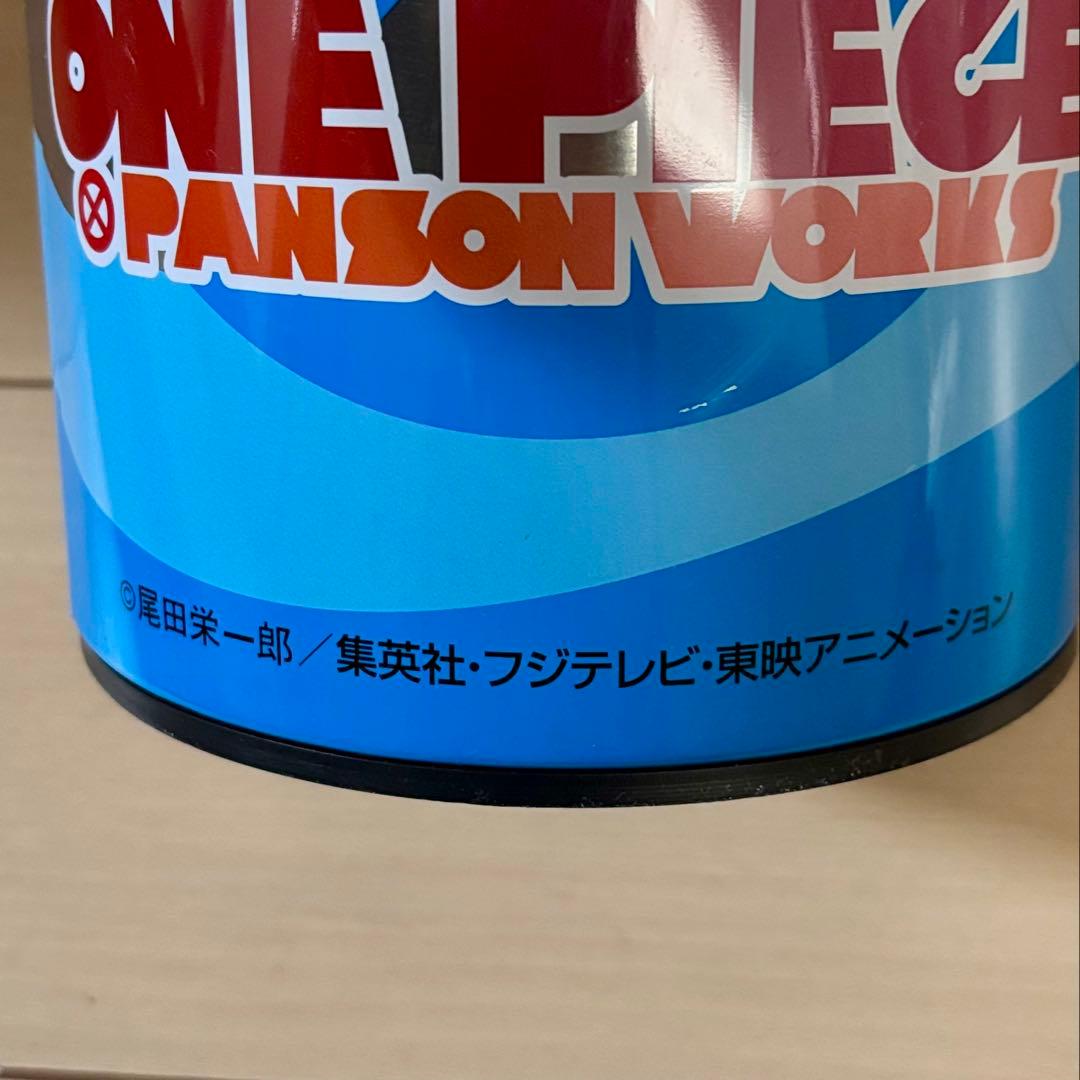 ONE PIECE
ⓧPANSON WORKS
©尾田栄一郎／集英社・フジテレビ・東映アニメーション